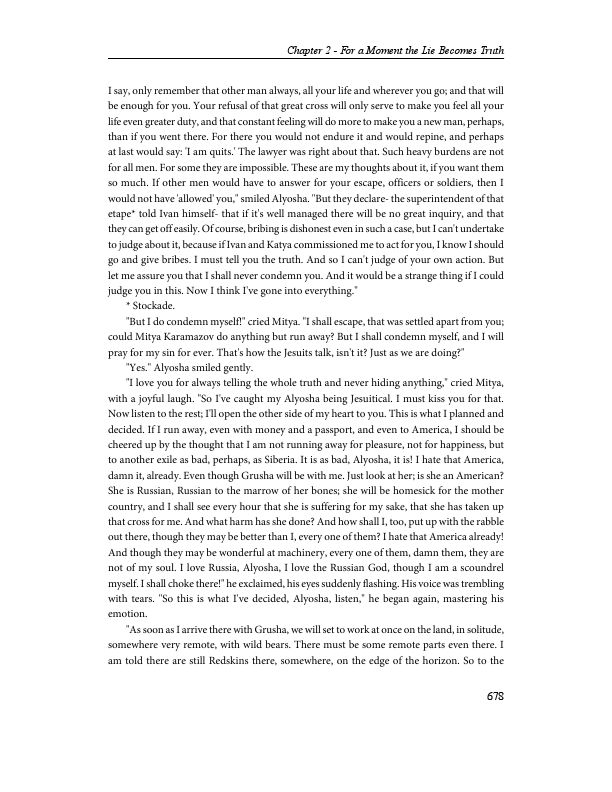 Chapter 2 - For a Moment the Lie Becomes Truth
I say, only remember that other man always, all your life and wherever you go; and that will
be enough for you. Your refusal of that great cross will only serve to make you feel all your
life even greater duty, and that constant feeling will do more to make you a new man, perhaps,
than if you went there. For there you would not endure it and would repine, and perhaps
at last would say: 'I am quits.' The lawyer was right about that. Such heavy burdens are not
for all men. For some they are impossible. These are my thoughts about it, if you want them
so much. If other men would have to answer for your escape, officers or soldiers, then I
would not have 'allowed' you," smiled Alyosha. "But they declare- the superintendent of that
etape* told Ivan himself- that if it's well managed there will be no great inquiry, and that
they can get off easily. Of course, bribing is dishonest even in such a case, but I can't undertake
to judge about it, because if Ivan and Katya commissioned me to act for you, I know I should
go and give bribes. I must tell you the truth. And so I can't judge of your own action. But
let me assure you that I shall never condemn you. And it would be a strange thing if I could
judge you in this. Now I think I've gone into everything."
* Stockade.
"But I do condemn myself!" cried Mitya. "I shall escape, that was settled apart from you;
could Mitya Karamazov do anything but run away? But I shall condemn myself, and I will
pray for my sin for ever. That's how the Jesuits talk, isn't it? Just as we are doing?"
"Yes." Alyosha smiled gently.
"I love you for always telling the whole truth and never hiding anything," cried Mitya,
with a joyful laugh. "So I've caught my Alyosha being Jesuitical. I must kiss you for that.
Now listen to the rest; I'll open the other side of my heart to you. This is what I planned and
decided. If I run away, even with money and a passport, and even to America, I should be
cheered up by the thought that I am not running away for pleasure, not for happiness, but
to another exile as bad, perhaps, as Siberia. It is as bad, Alyosha, it is! I hate that America,
damn it, already. Even though Grusha will be with me. Just look at her; is she an American?
She is Russian, Russian to the marrow of her bones; she will be homesick for the mother
country, and I shall see every hour that she is suffering for my sake, that she has taken up
that cross for me. And what harm has she done? And how shall I, too, put up with the rabble
out there, though they may be better than I, every one of them? I hate that America already!
And though they may be wonderful at machinery, every one of them, damn them, they are
not of my soul. I love Russia, Alyosha, I love the Russian God, though I am a scoundrel
myself. I shall choke there!" he exclaimed, his eyes suddenly flashing. His voice was trembling
with tears. "So this is what I've decided, Alyosha, listen," he began again, mastering his
emotion.
"As soon as I arrive there with Grusha, we will set to work at once on the land, in solitude,
somewhere very remote, with wild bears. There must be some remote parts even there. I
am told there are still Redskins there, somewhere, on the edge of the horizon. So to the
678